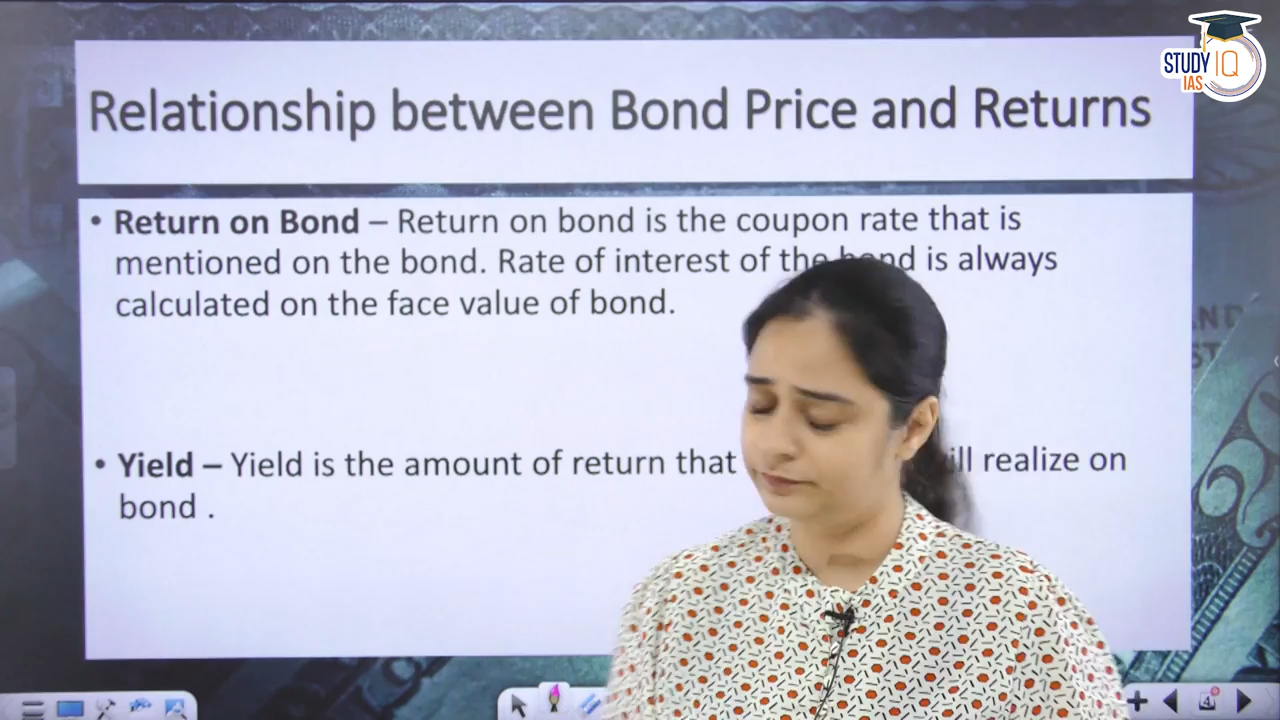 STUDY IQ
IAS
Relationship between Bond Price and Returns
• Return on Bond – Return on bond is the coupon rate that is
mentioned on the bond. Rate of interest of the bond is always
calculated on the face value of bond.
• Yield – Yield is the amount of return that will realize on
bond .
4